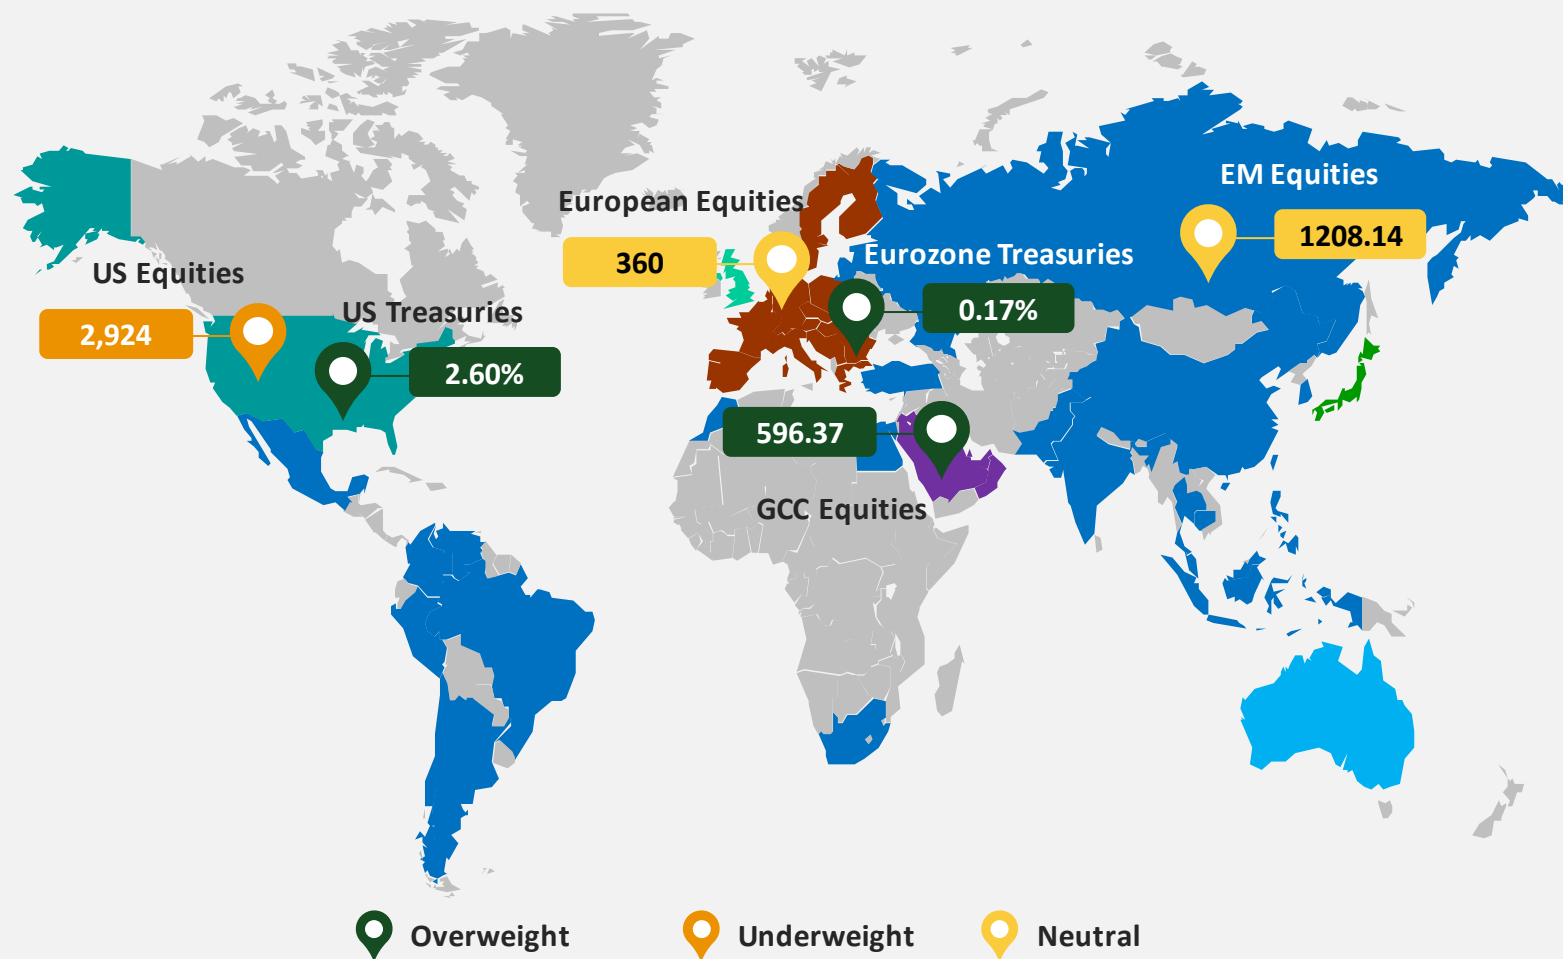 EM Equities
1208.14
European Equities
360
Eurozone Treasuries
0.17%
US Equities
2,924
US Treasuries
2.60%
596.37
GCC Equities
Overweight
Underweight
Neutral